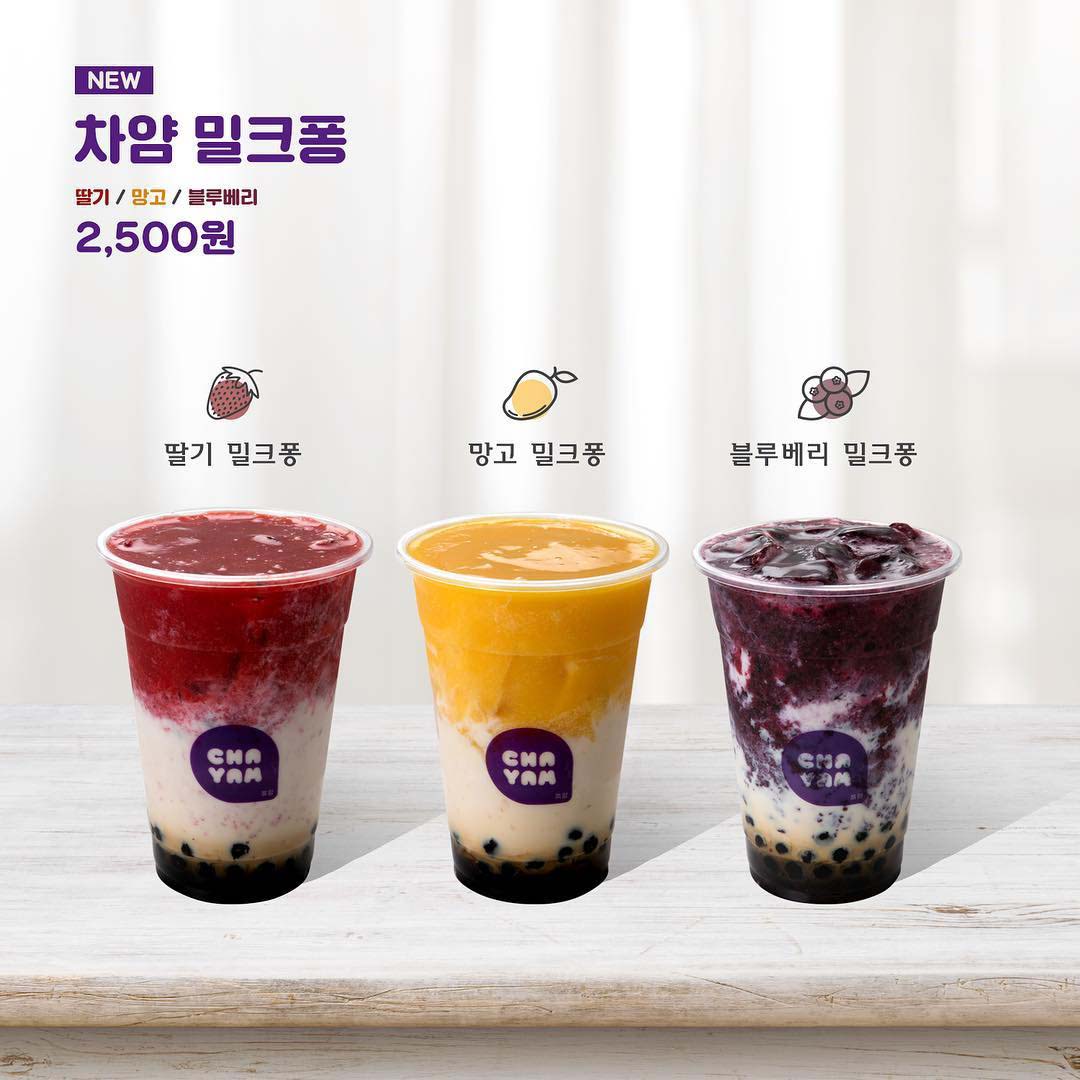 NEW
차얌 밀크퐁
딸기 / 망고 / 블루베리
2,500원
딸기 밀크퐁
망고 밀크퐁
블루베리 밀크퐁
CHA
YAM
CHA
YAM
CHA
YAM